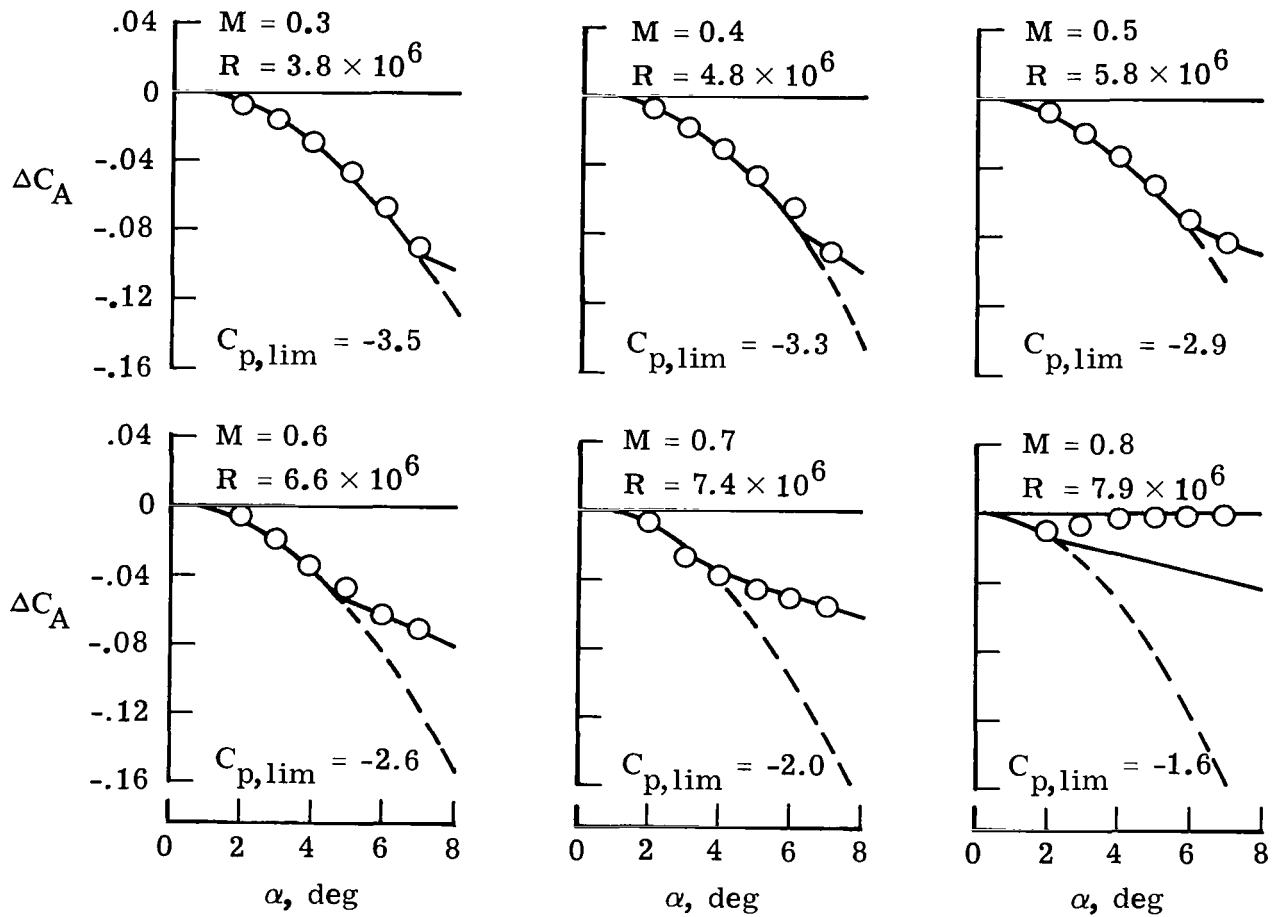 .04
0
-.04
-.08
-.12
-.16
ΔC_A
M = 0.3
R = 3.8 × 10^6
C_p,lim = -3.5
M = 0.4
R = 4.8 × 10^6
C_p,lim = -3.3
M = 0.5
R = 5.8 × 10^6
C_p,lim = -2.9
.04
0
-.04
-.08
-.12
-.16
ΔC_A
M = 0.6
R = 6.6 × 10^6
C_p,lim = -2.6
0 2 4 6 8
α, deg
M = 0.7
R = 7.4 × 10^6
C_p,lim = -2.0
0 2 4 6 8
α, deg
M = 0.8
R = 7.9 × 10^6
C_p,lim = -1.6
0 2 4 6 8
α, deg